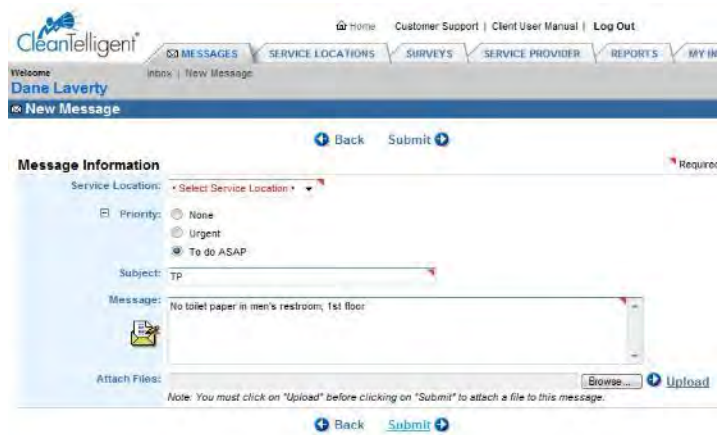 Home Customer Support | Client User Manual | Log Out
CleanTelligent
MESSAGES SERVICE LOCATIONS SURVEYS SERVICE PROVIDER REPORTS MY IN
Welcome Inbox | New Message
Dane Laverty
New Message
Back Submit
Message Information Required
Service Location: • Select Service Location •
Priority: None
Urgent
To do ASAP
Subject: TP
Message: No toilet paper in men's restroom, 1st floor
Attach Files: Browse... Upload
Note: You must click on "Upload" before clicking on "Submit" to attach a file to this message.
Back Submit